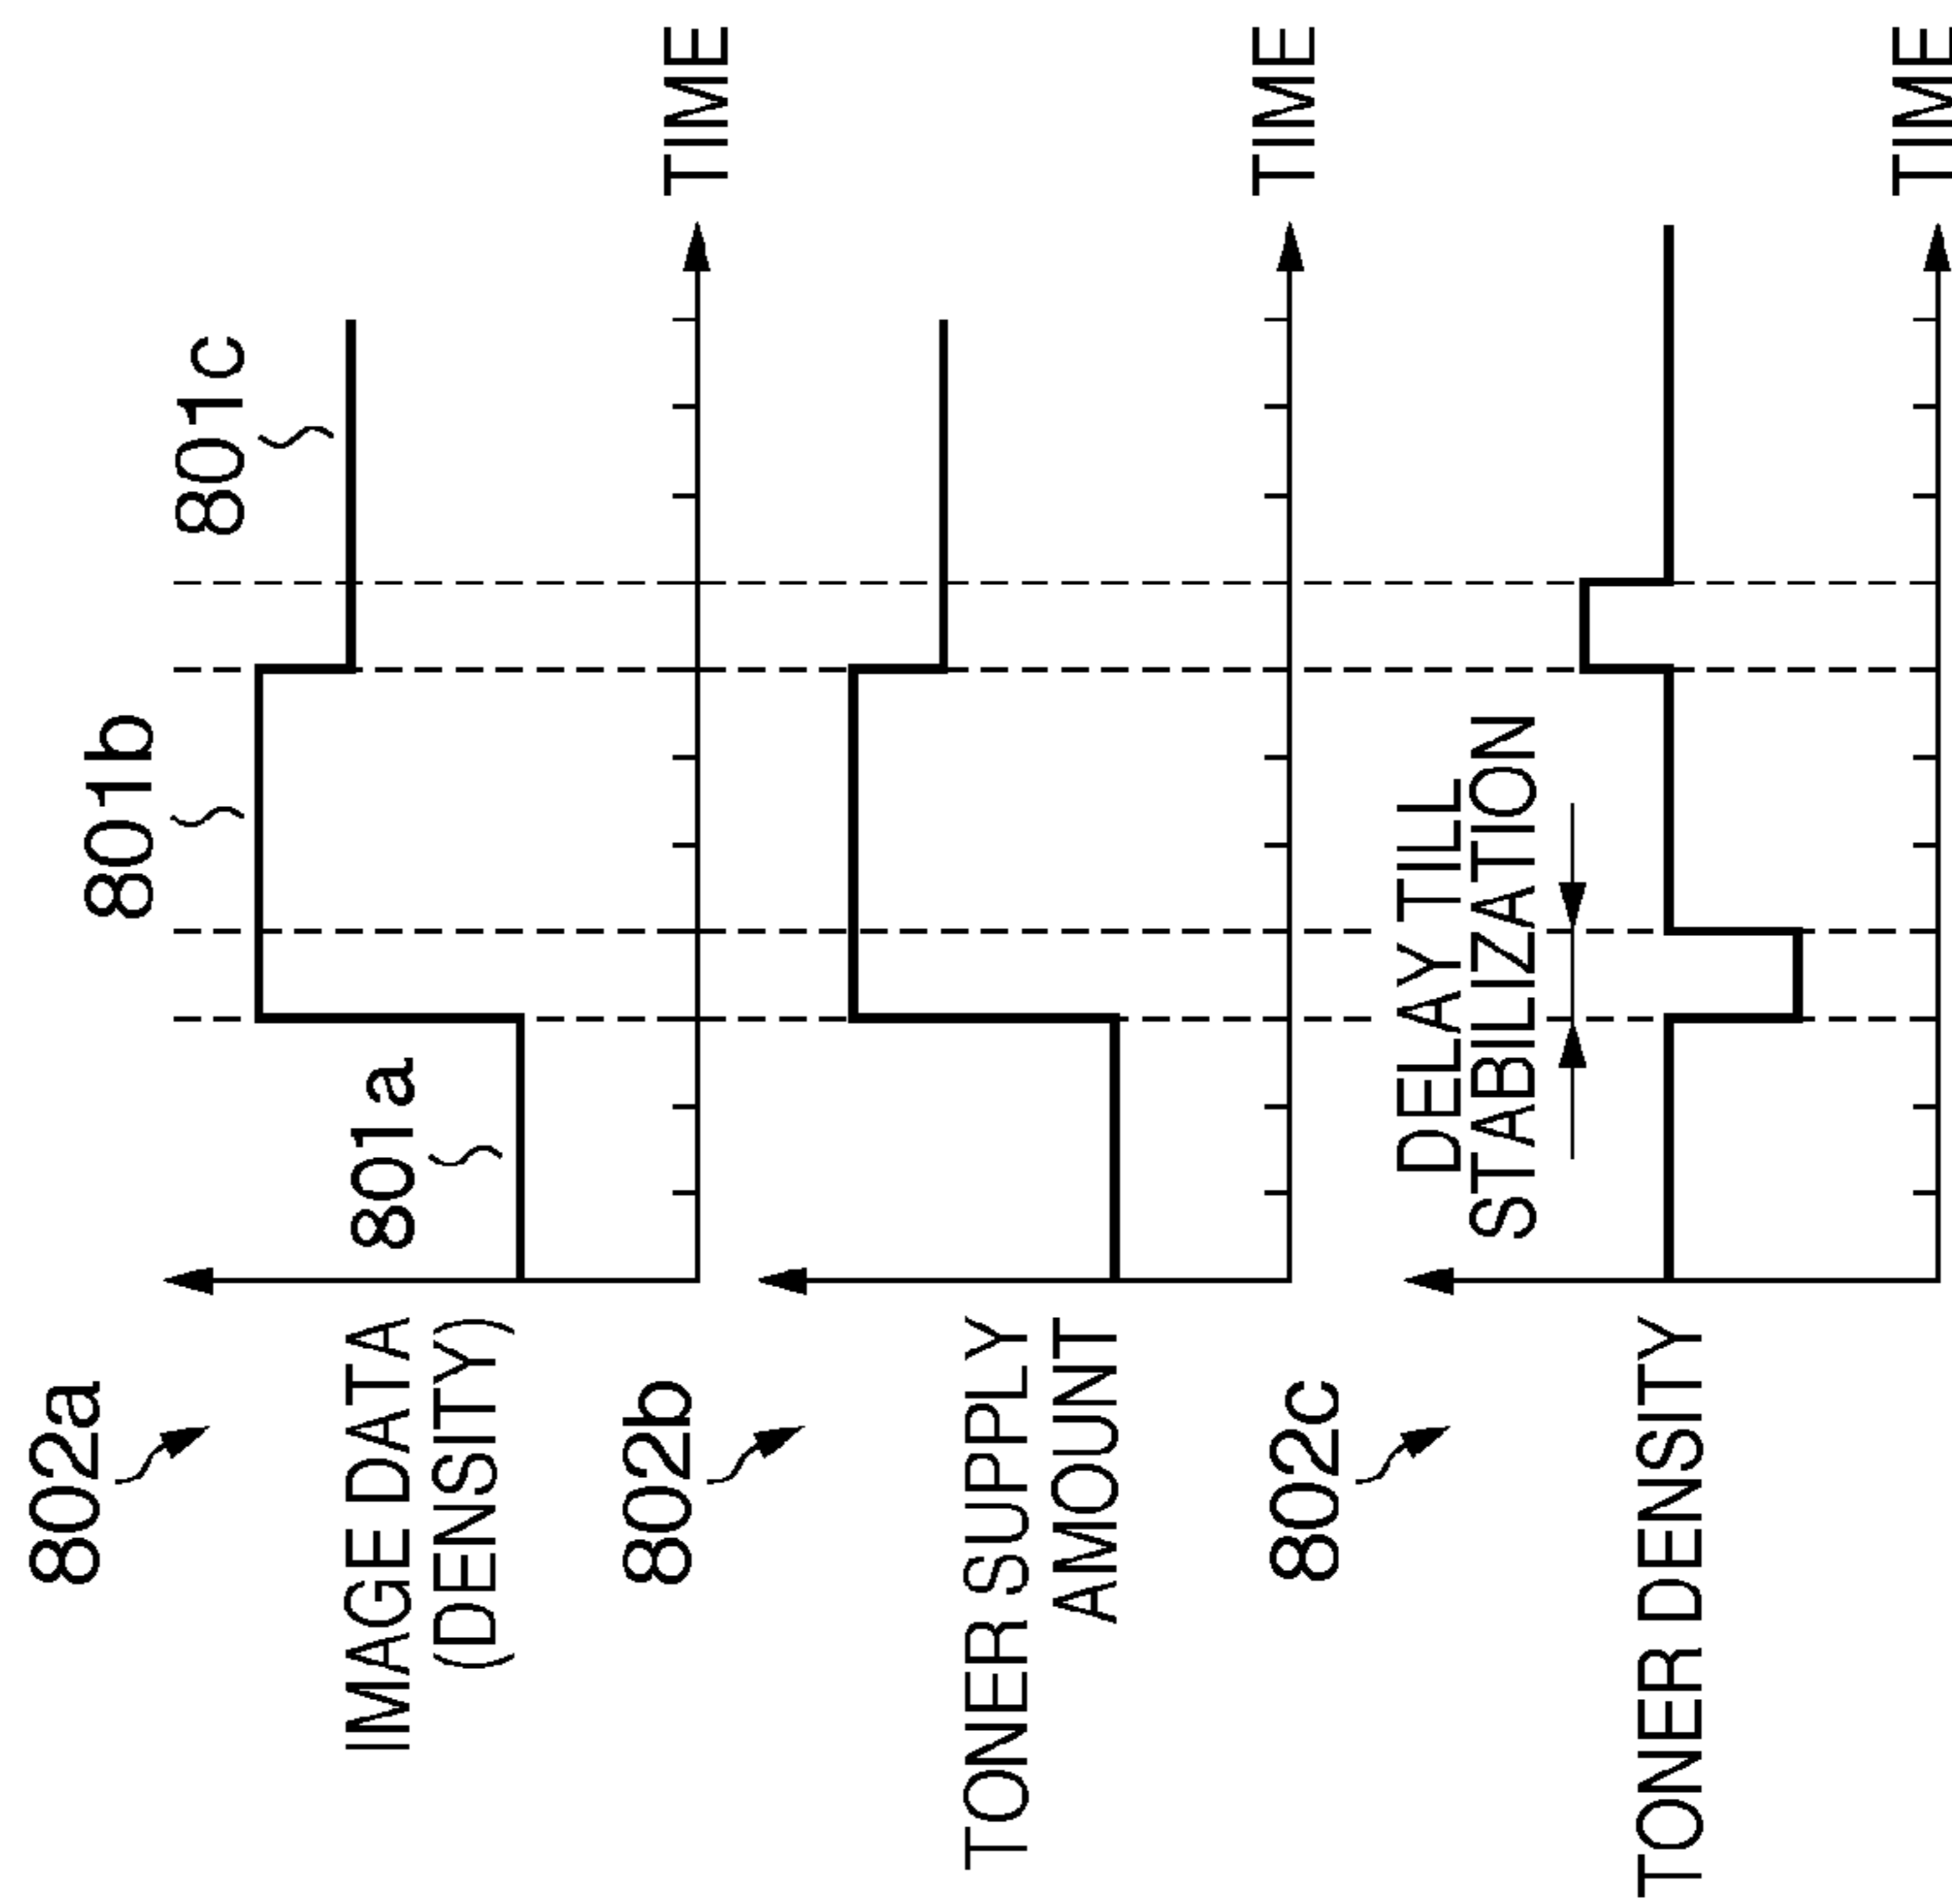 802a
IMAGE DATA
(DENSITY)
801a
801b
801c
TIME
802b
TONER SUPPLY
AMOUNT
TIME
802c
TONER DENSITY
DELAY TILL
STABILIZATION
TIME